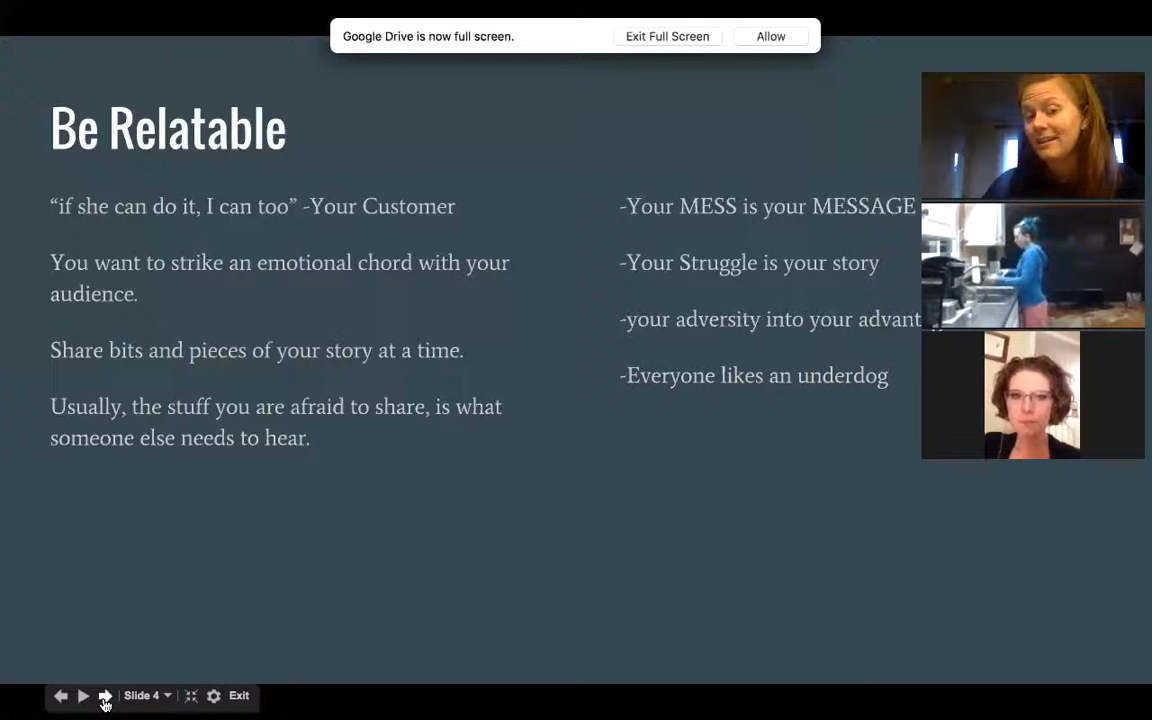 Google Drive is now full screen.
Exit Full Screen
Allow
Be Relatable
“if she can do it, I can too” -Your Customer
You want to strike an emotional chord with your
audience.
Share bits and pieces of your story at a time.
Usually, the stuff you are afraid to share, is what
someone else needs to hear.
-Your MESS is your MESSAGE
-Your Struggle is your story
-your adversity into your
-Everyone likes an underdog
Slide 4
Exit